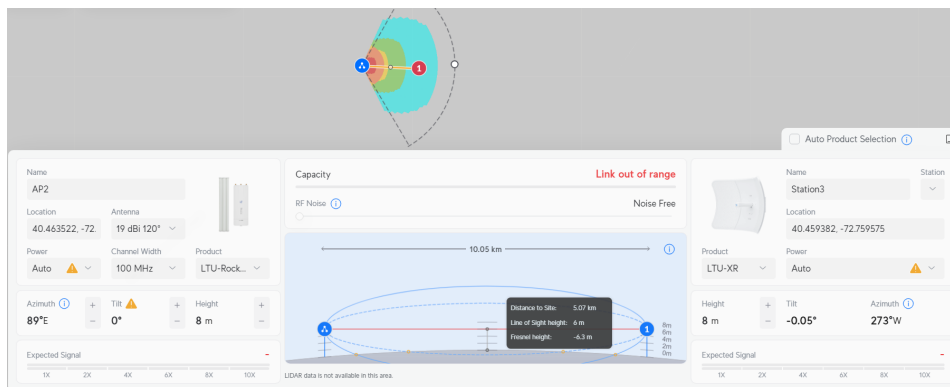 1
Auto Product Selection
Name
AP2
Location
Antenna
40.463522, -72.
19 dBi 120°
Power
Channel Width
Product
Auto
100 MHz
LTU-Rock...
Azimuth
Tilt
Height
89°E
0°
8 m
+
−
+
−
+
−
Expected Signal
-
1X 2X 4X 6X 8X 10X
Capacity
Link out of range
RF Noise
Noise Free
10.05 km
Distance to Site: 5.07 km
Line of Sight height: 6 m
Fresnel height: -6.3 m
1
8m
6m
4m
2m
0m
LIDAR data is not available in this area.
Name
Station
Station3
Location
40.459382, -72.759575
Product
Power
LTU-XR
Auto
Height
Tilt
Azimuth
8 m
-0.05°
273°W
+
−
Expected Signal
-
1X 2X 4X 6X 8X 10X